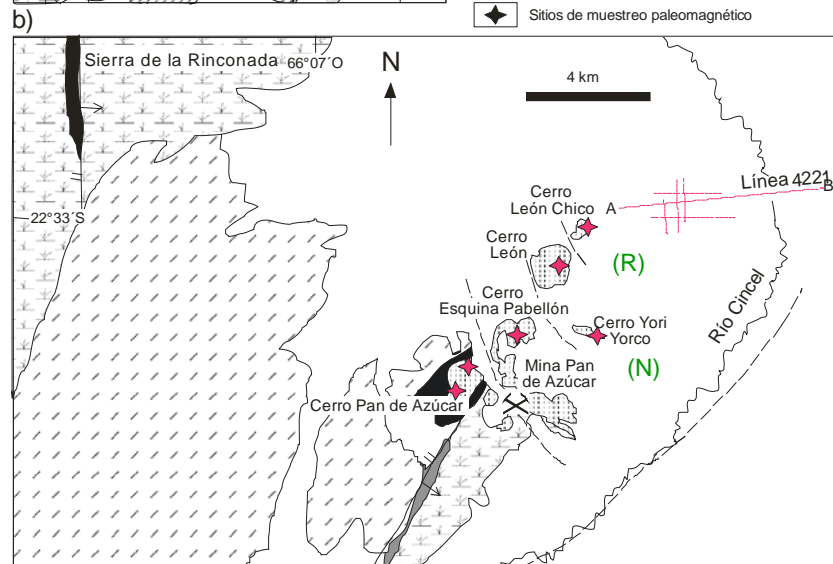 b)
Sitios de muestreo paleomagnético
Sierra de la Rinconada
66°07´O
N
4 km
Línea 4221
B
Cerro
León Chico
A
22°33´S
Cerro
León
(R)
Cerro
Esquina Pabellón
Cerro Yori
Yorco
Río Cincel
Mina Pan
de Azúcar
(N)
Cerro Pan de Azúcar